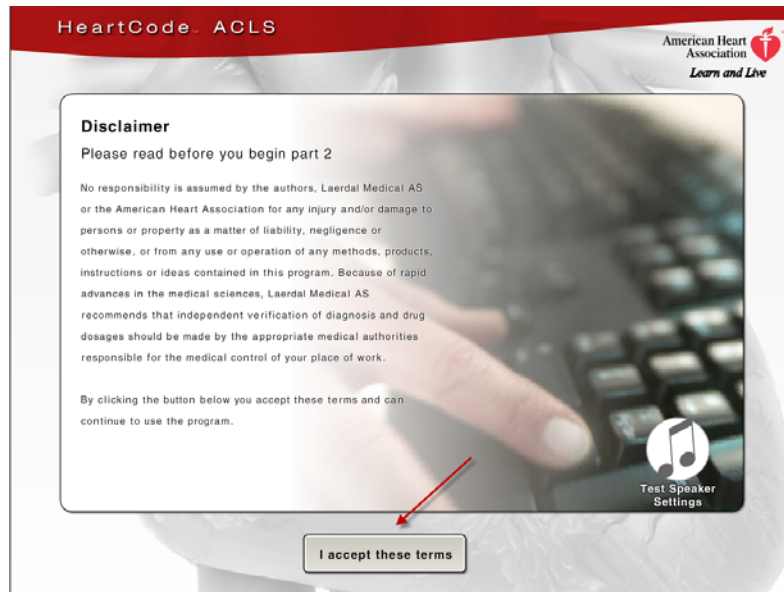 HeartCode™ ACLS
American Heart
Association
Learn and Live
Disclaimer
Please read before you begin part 2
No responsibility is assumed by the authors, Laerdal Medical AS
or the American Heart Association for any injury and/or damage to
persons or property as a matter of liability, negligence or
otherwise, or from any use or operation of any methods, products,
instructions or ideas contained in this program. Because of rapid
advances in the medical sciences, Laerdal Medical AS
recommends that independent verification of diagnosis and drug
dosages should be made by the appropriate medical authorities
responsible for the medical control of your place of work.
By clicking the button below you accept these terms and can
continue to use the program.
Test Speaker
Settings
I accept these terms